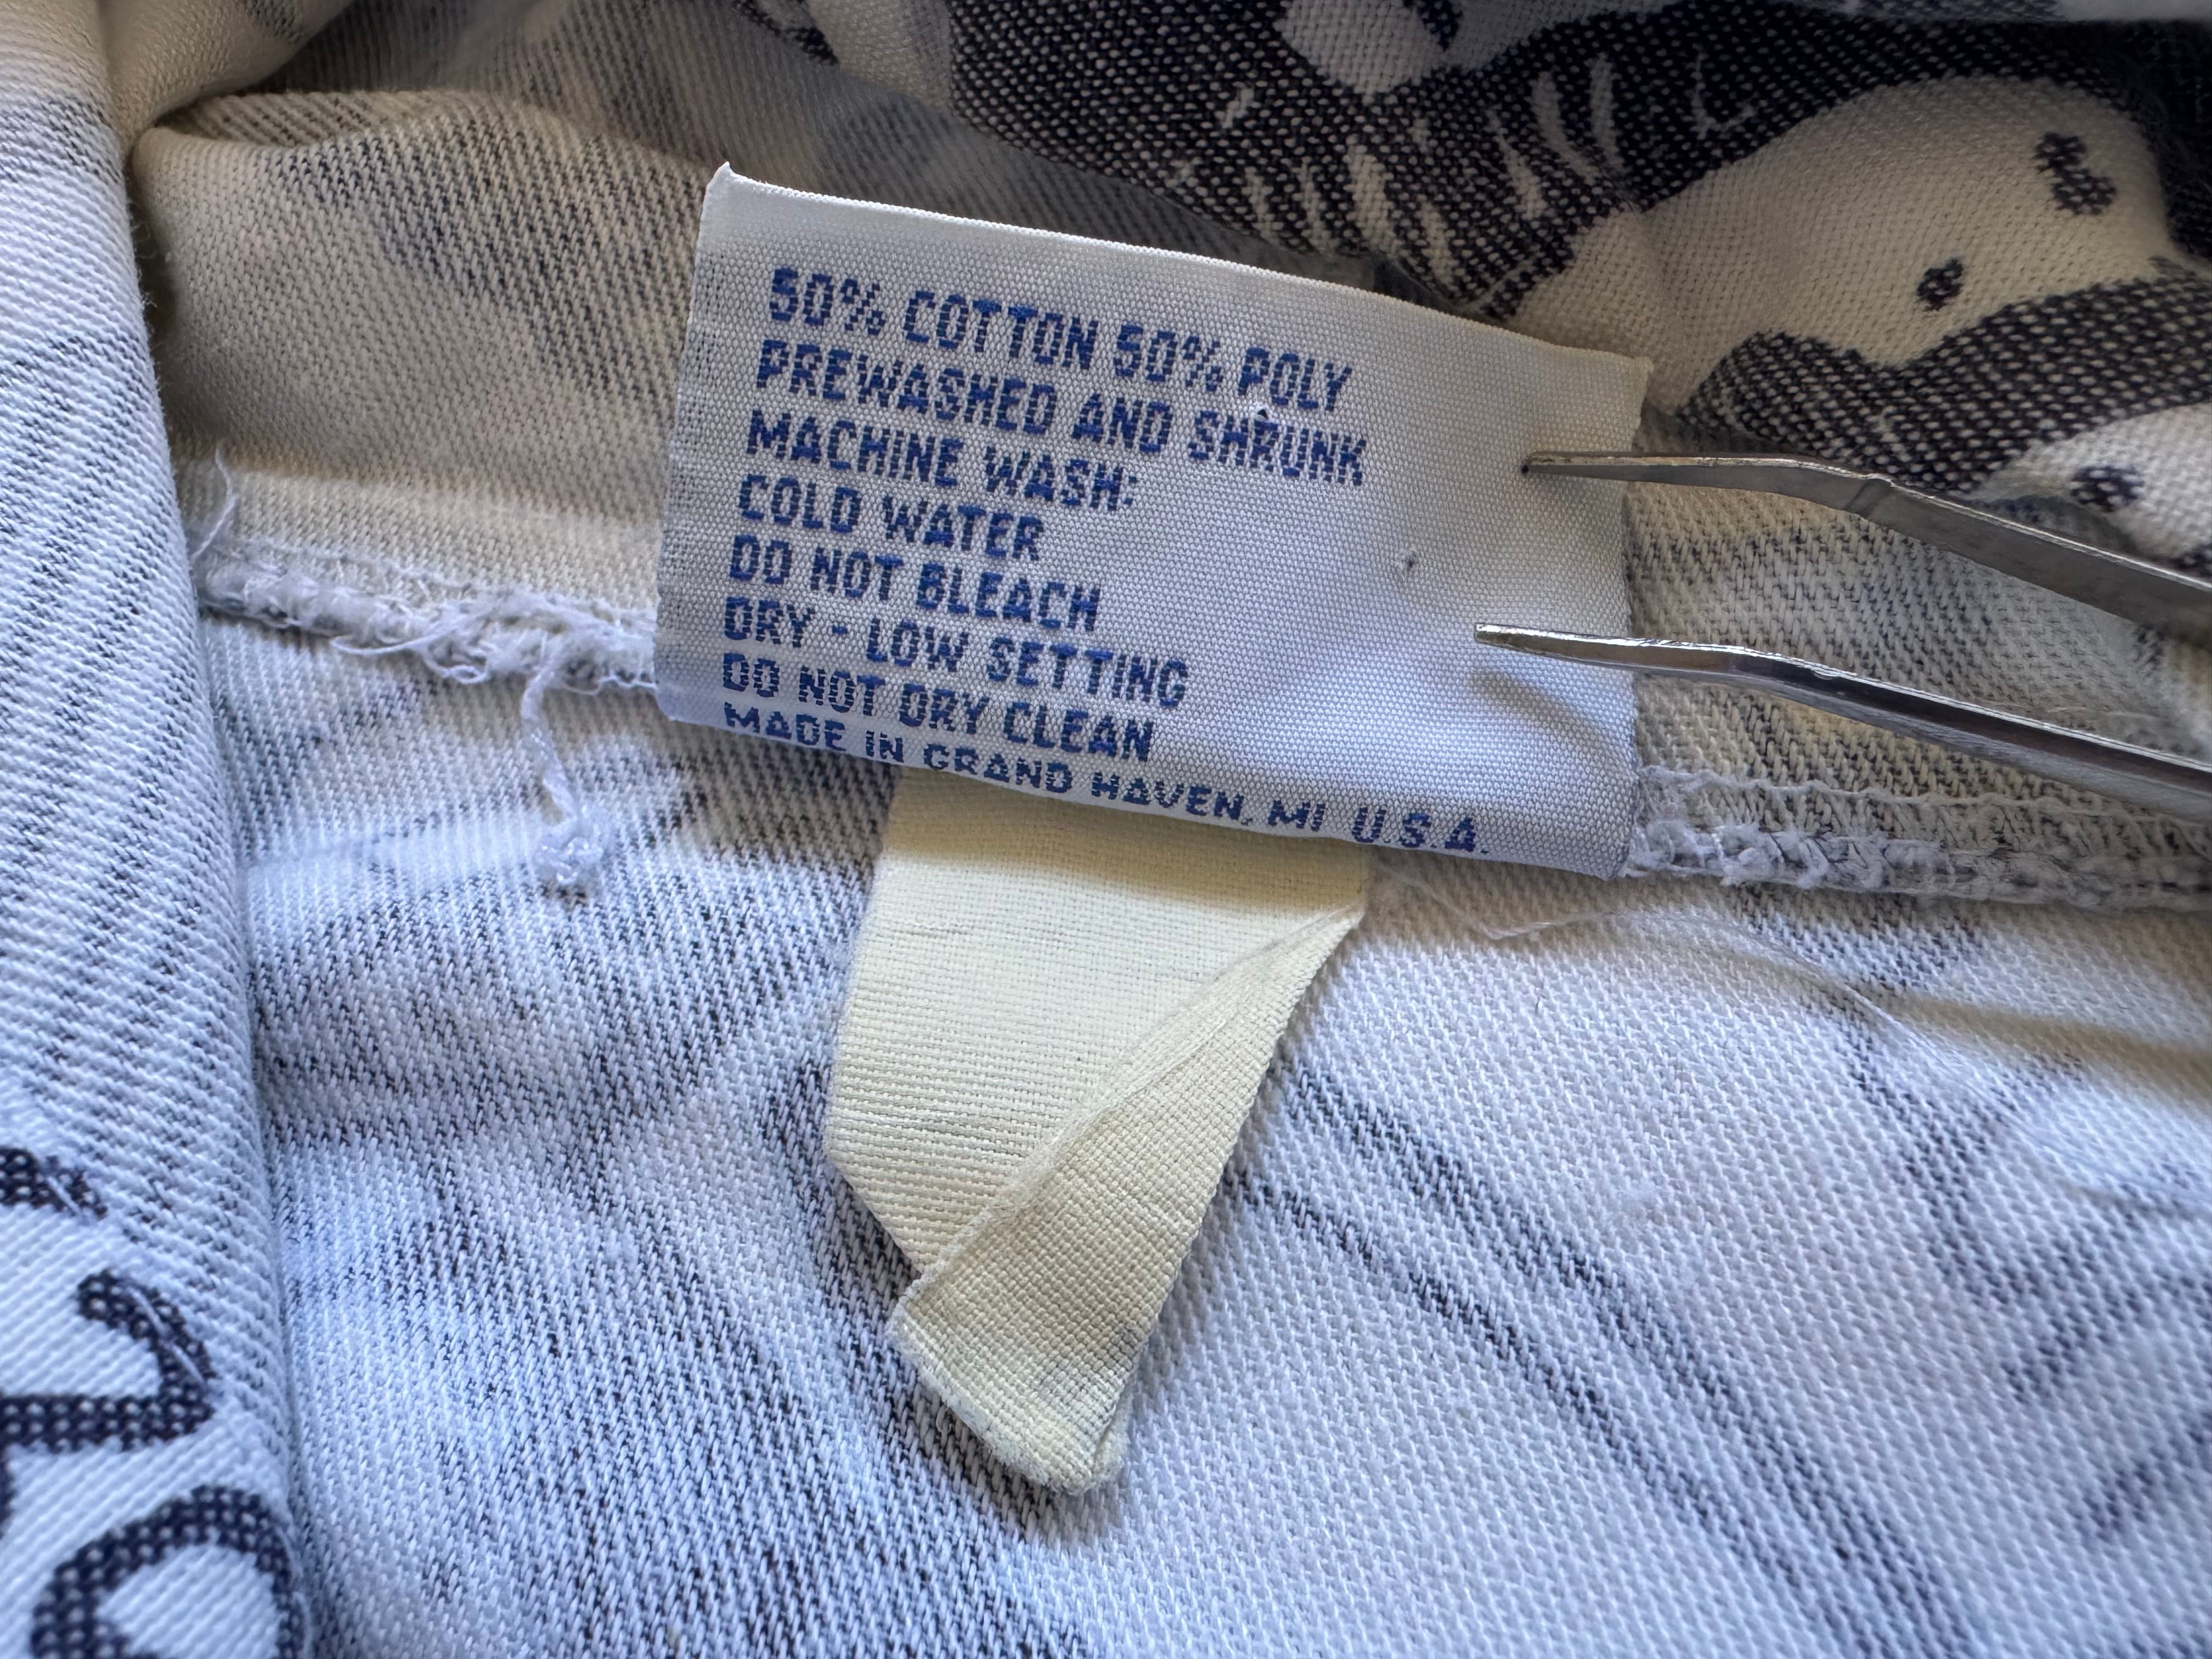 50% COTTON 50% POLY
PREWASHED AND SHRUNK
MACHINE WASH:
COLD WATER
DO NOT BLEACH
DRY - LOW SETTING
DO NOT DRY CLEAN
MADE IN GRAND HAVEN, MI U.S.A.